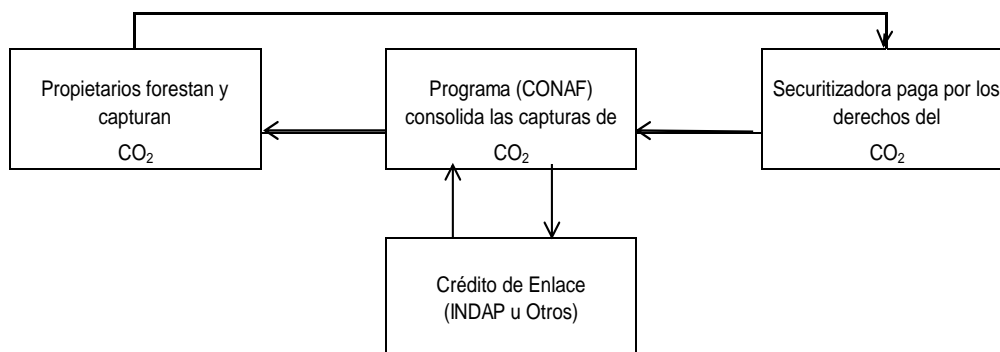 Propietarios forestan y
capturan
CO₂
Programa (CONAF)
consolida las capturas de
CO₂
Securitizadora paga por los
derechos del
CO₂
Crédito de Enlace
(INDAP u Otros)